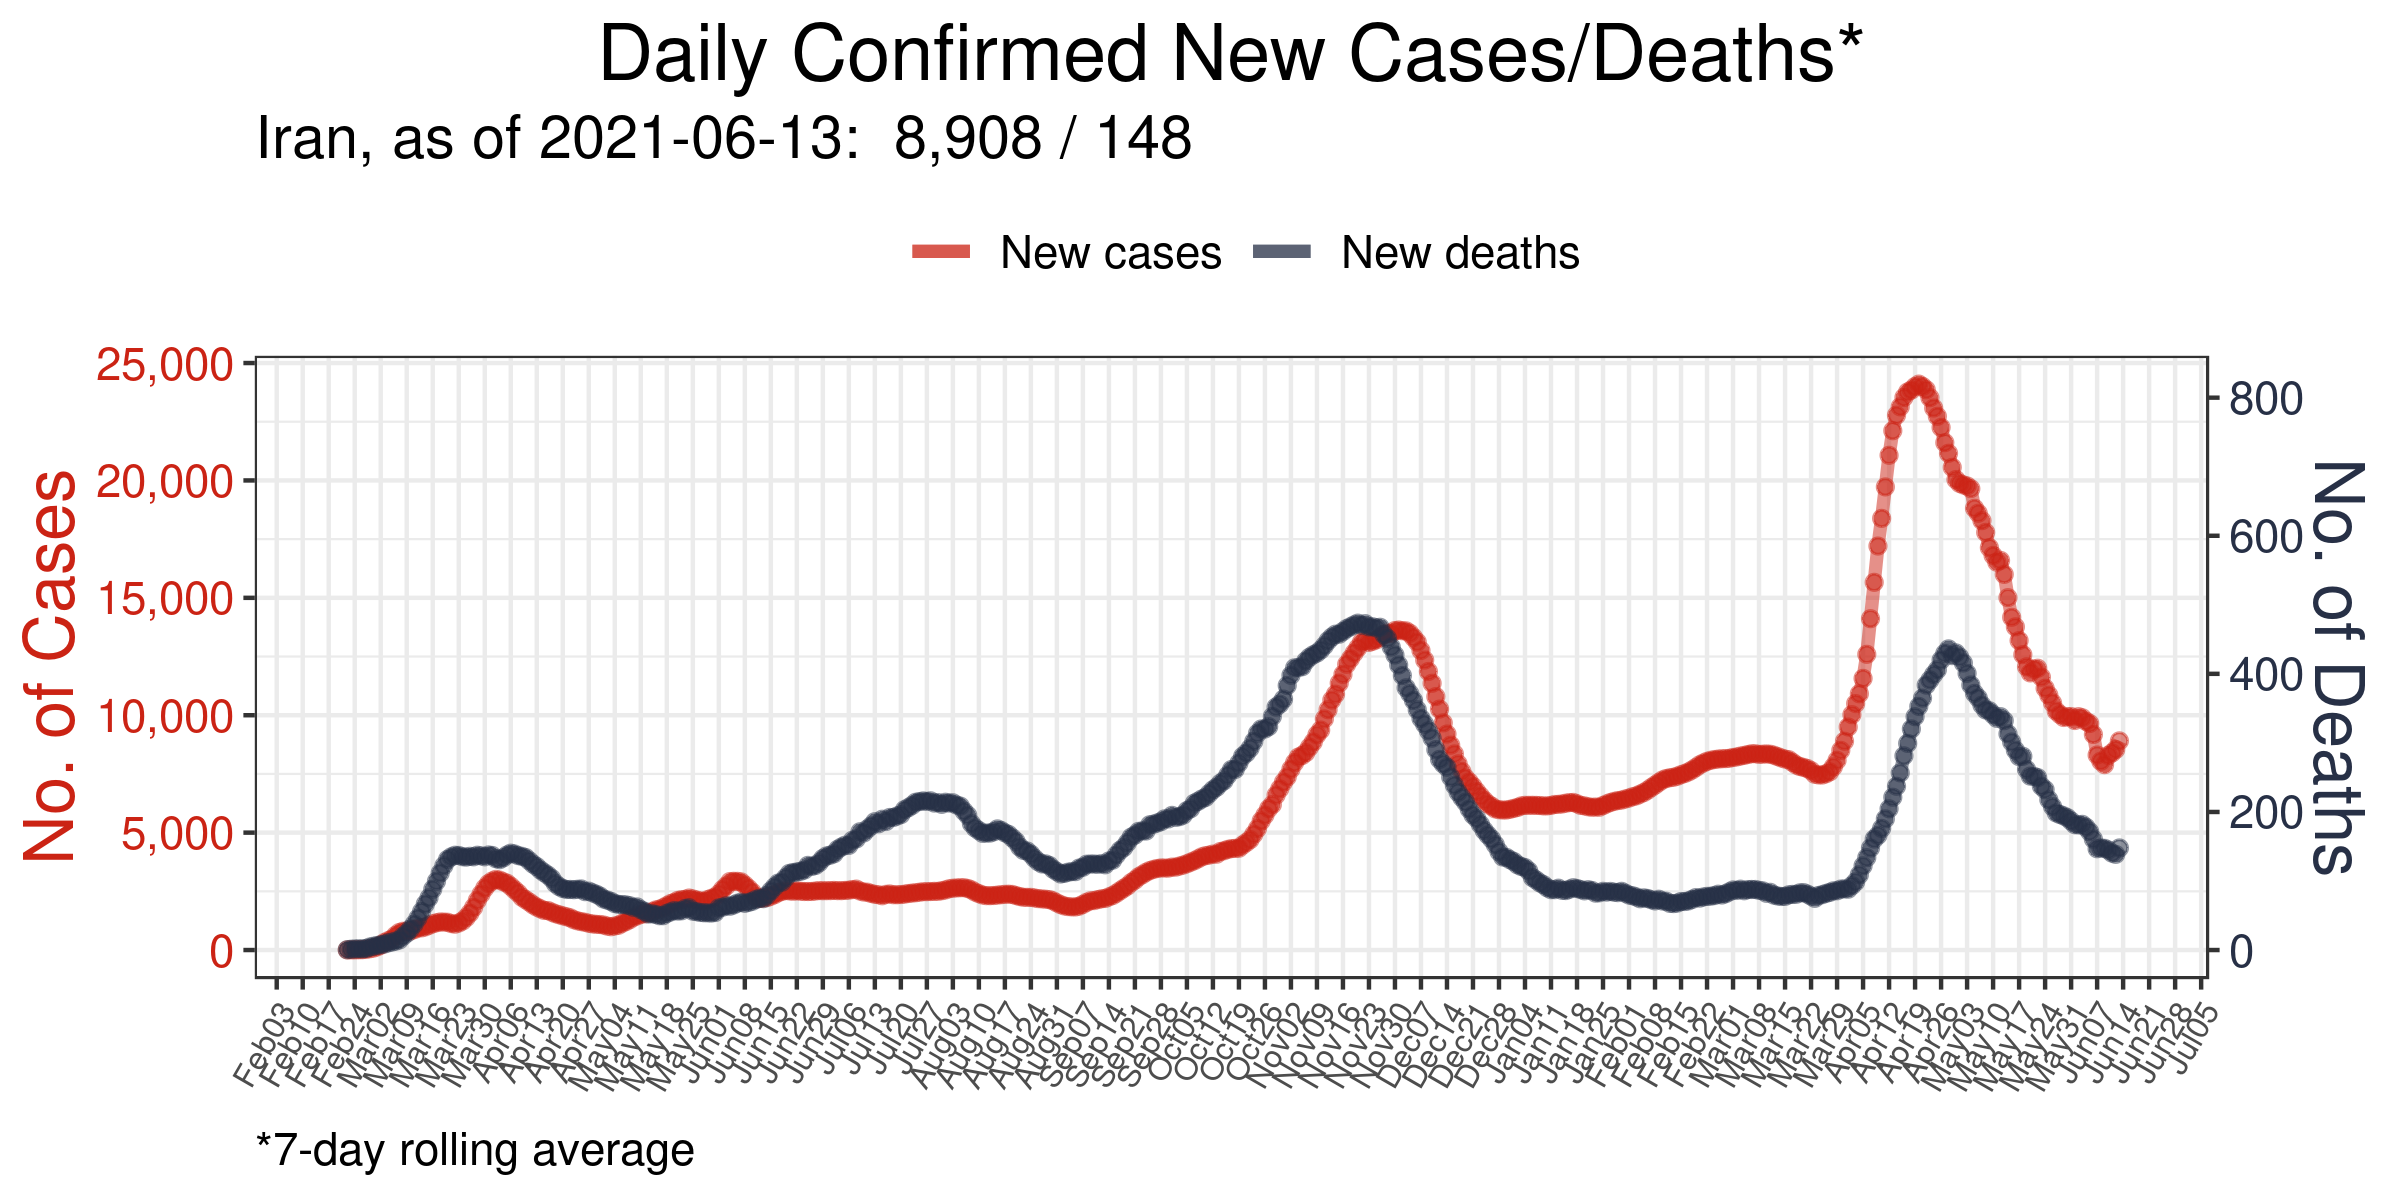 Daily Confirmed New Cases/Deaths*
Iran, as of 2021-06-13:  8,908 / 148
New cases
New deaths
No. of Cases
25,000
20,000
15,000
10,000
5,000
0
No. of Deaths
800
600
400
200
0
Feb03
Feb10
Feb17
Feb24
Mar02
Mar09
Mar16
Mar23
Mar30
Apr06
Apr13
Apr20
Apr27
May04
May11
May18
May25
Jun01
Jun08
Jun15
Jun22
Jun29
Jul06
Jul13
Jul20
Jul27
Aug03
Aug10
Aug17
Aug24
Aug31
Sep07
Sep14
Sep21
Sep28
Oct05
Oct12
Oct19
Oct26
Nov02
Nov09
Nov16
Nov23
Nov30
Dec07
Dec14
Dec21
Dec28
Jan04
Jan11
Jan18
Jan25
Feb01
Feb08
Feb15
Feb22
Mar01
Mar08
Mar15
Mar22
Mar29
Apr05
Apr12
Apr19
Apr26
May03
May10
May17
May24
May31
Jun07
Jun14
Jun21
Jun28
Jul05
*7-day rolling average